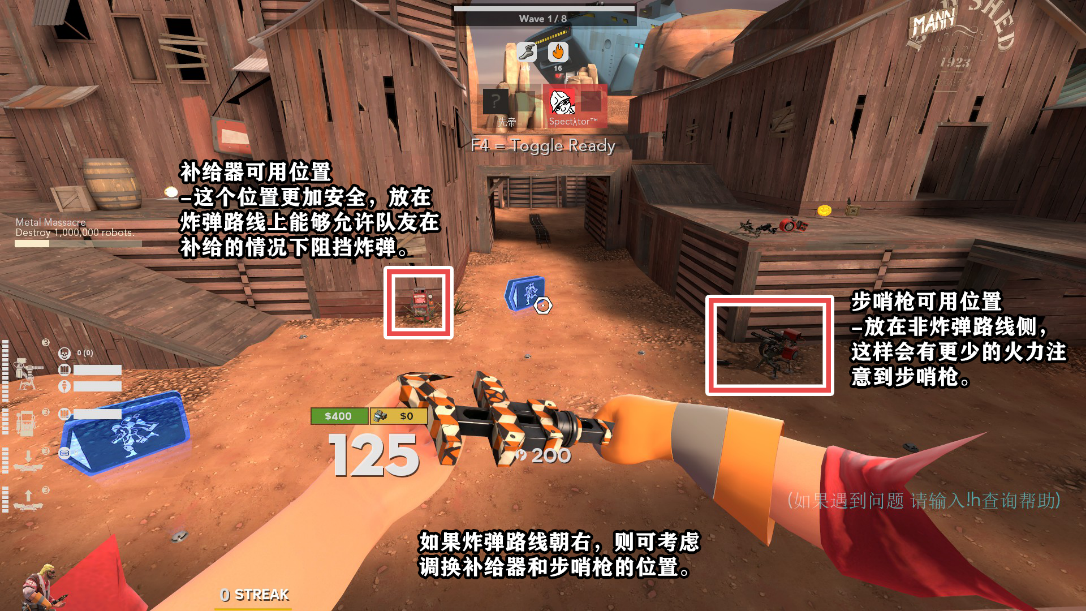 Wave 1 / 8
MANN
SHED
1923
16
?
Spectator™
F4 = Toggle Ready
补给器可用位置
-这个位置更加安全，放在
炸弹路线上能够允许队友在
补给的情况下阻挡炸弹。
Metal Massacre
Destroy 1,000,000 robots.
步哨枪可用位置
-放在非炸弹路线侧，
这样会有更少的火力注
意到步哨枪。
0 (0)
$400
$0
125
200
(如果遇到问题 请输入!h查询帮助)
如果炸弹路线朝右，则可考虑
调换补给器和步哨枪的位置。
0 STREAK